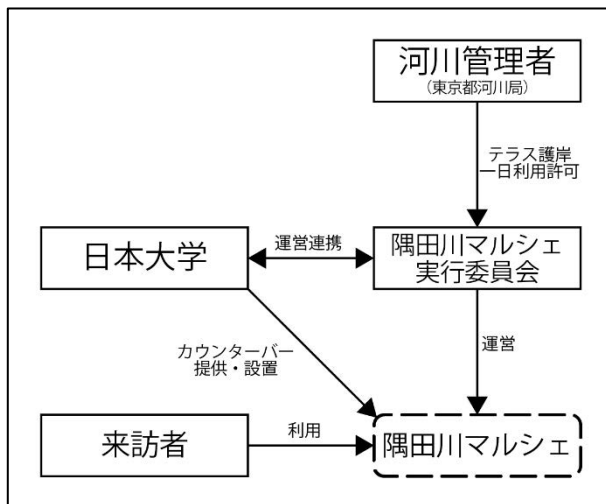 河川管理者
（東京都河川局）
テラス護岸
一日利用許可
日本大学
運営連携
隅田川マルシェ
実行委員会
カウンターバー
提供・設置
運営
来訪者
利用
隅田川マルシェ